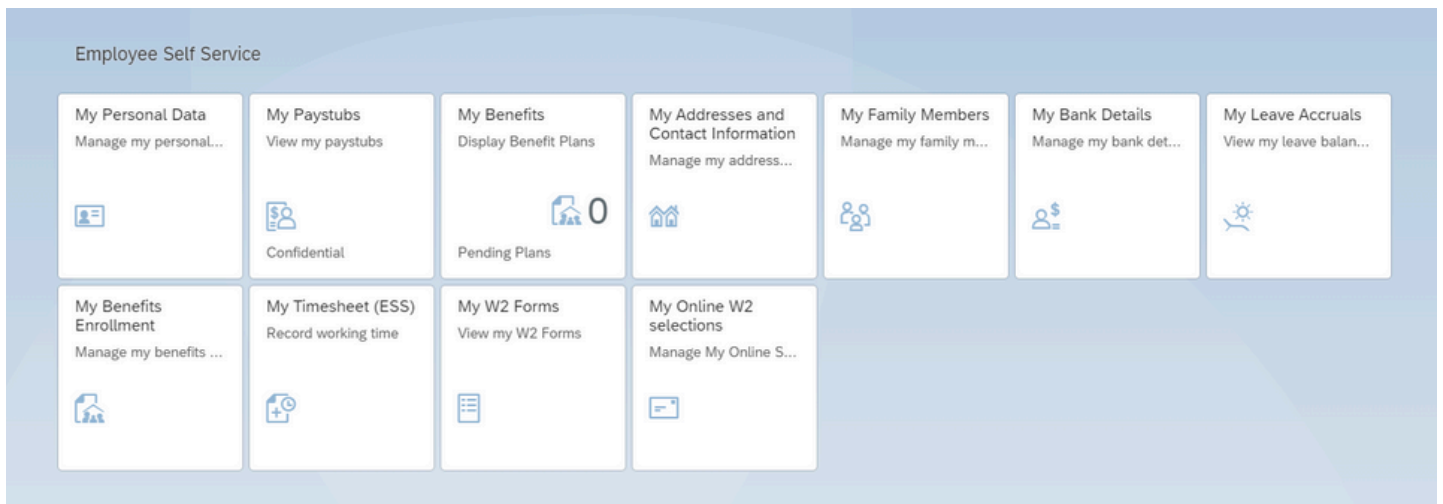 Employee Self Service
My Personal Data
Manage my personal...
My Paystubs
View my paystubs
Confidential
My Benefits
Display Benefit Plans
0
Pending Plans
My Addresses and
Contact Information
Manage my address...
My Family Members
Manage my family m...
My Bank Details
Manage my bank det...
My Leave Accruals
View my leave balan...
My Benefits
Enrollment
Manage my benefits ...
My Timesheet (ESS)
Record working time
My W2 Forms
View my W2 Forms
My Online W2
selections
Manage My Online S...